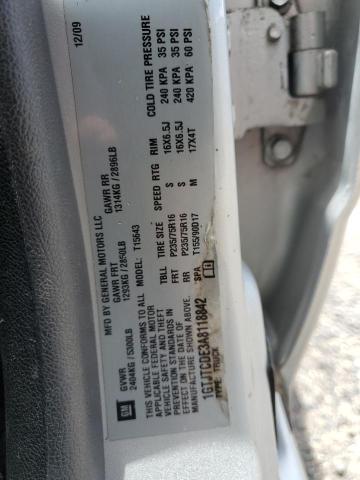 MFD BY GENERAL MOTORS LLC
12/09
GVWR GAWR FRT GAWR RR
2404KG / 5300LB 1293KG / 2850LB 1314KG / 2896LB
GM
THIS VEHICLE CONFORMS TO ALL
APPLICABLE FEDERAL MOTOR
VEHICLE SAFETY AND THEFT
PREVENTION STANDARDS IN
EFFECT ON THE DATE OF
MANUFACTURE SHOWN ABOVE.
1GTJTCDE3A8118842
TYPE: TRUCK
MODEL: T15643
TBLL TIRE SIZE SPEED RTG RIM COLD TIRE PRESSURE
FRT P235/75R16 S 16X6.5J 240 KPA 35 PSI
RR P235/75R16 S 16X6.5J 240 KPA 35 PSI
SPA T155/90D17 M 17X4T 420 KPA 60 PSI